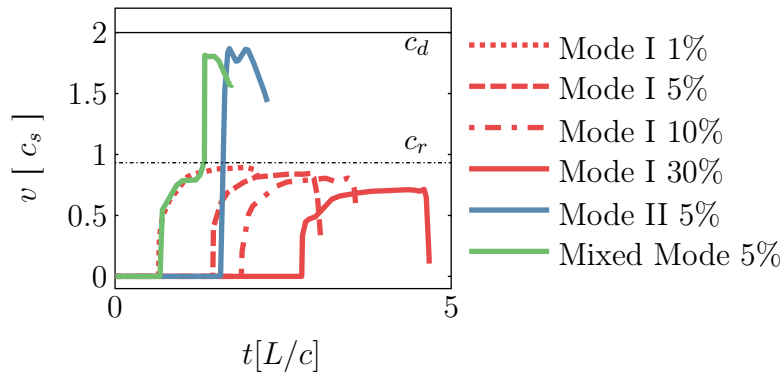 2
1.5
1
0.5
0
v [ c_s ]
c_d
c_r
0
5
t[L/c]
Mode I 1%
Mode I 5%
Mode I 10%
Mode I 30%
Mode II 5%
Mixed Mode 5%